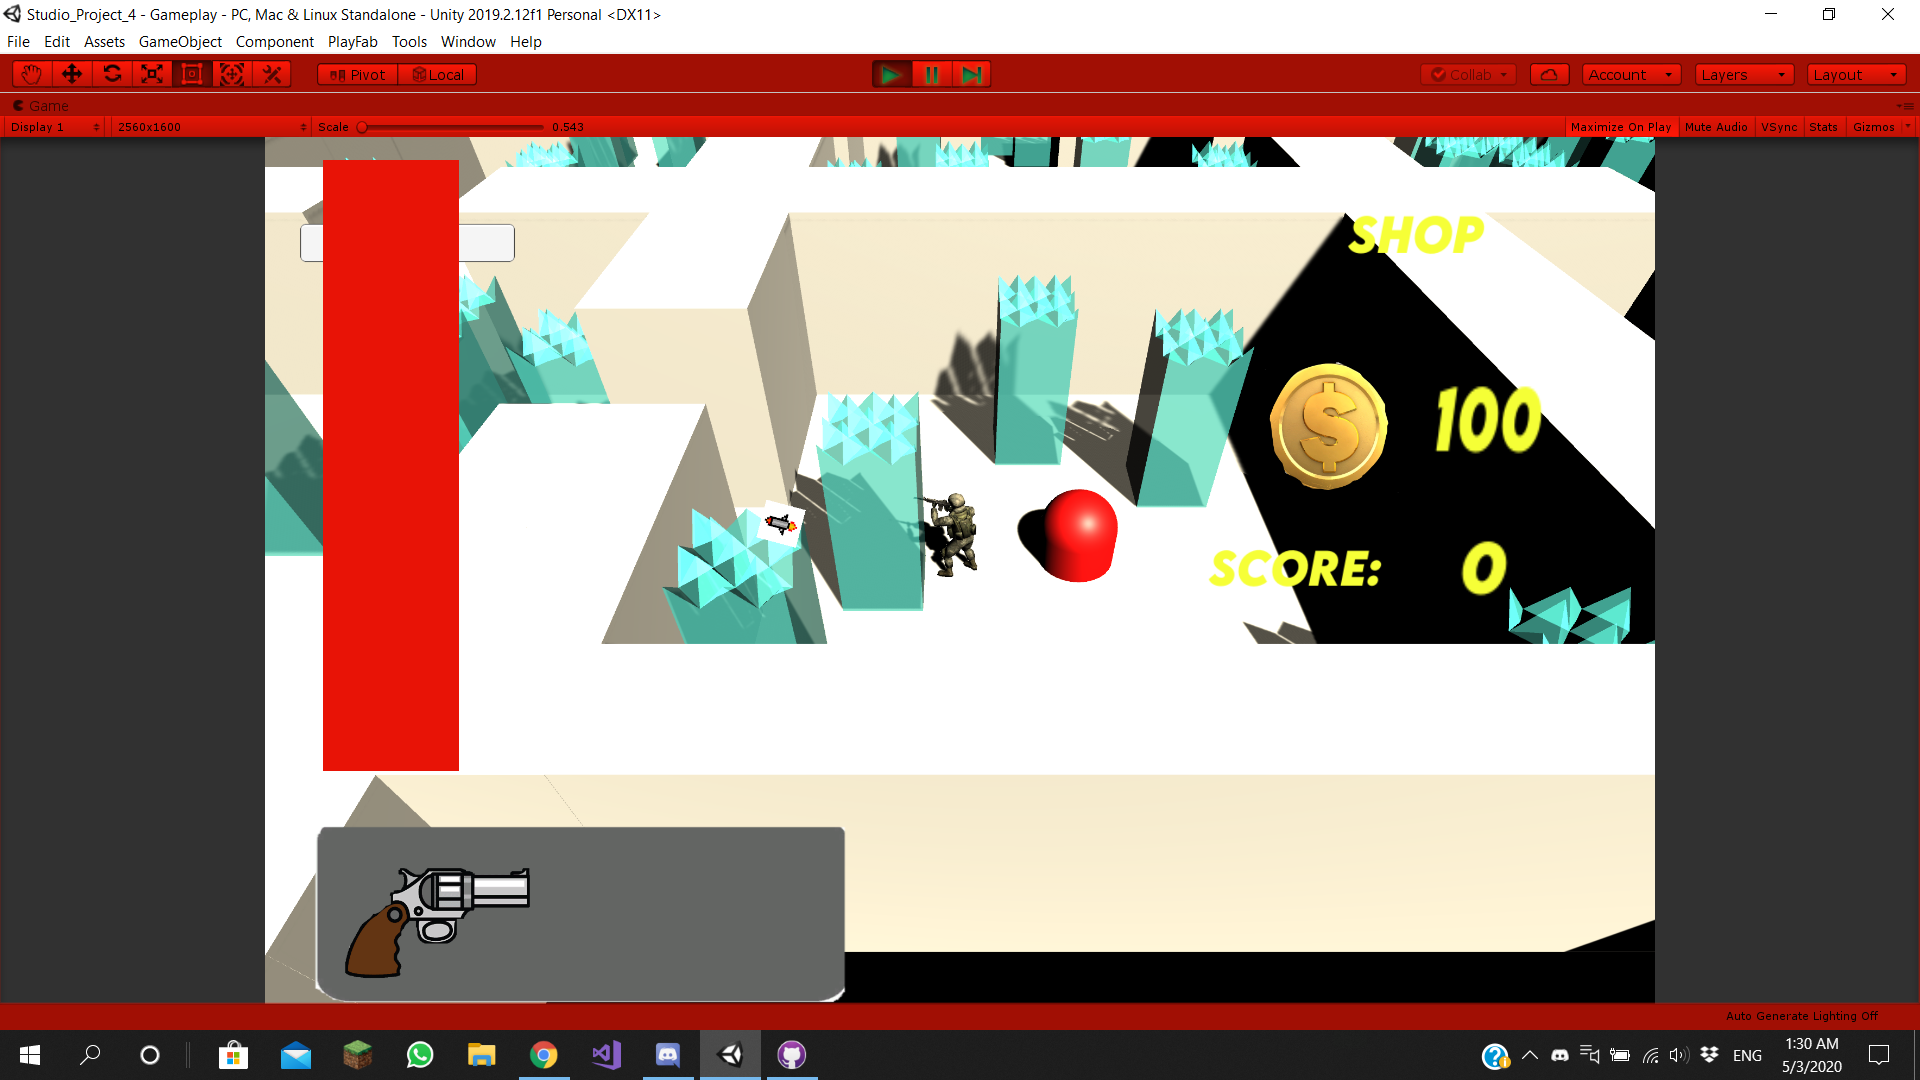 Studio_Project_4 - Gameplay - PC, Mac & Linux Standalone - Unity 2019.2.12f1 Personal <DX11>
File Edit Assets GameObject Component PlayFab Tools Window Help
Pivot Local Collab Account Layers Layout
Game
Display 1 2560x1600 Scale 0.543 Maximize On Play Mute Audio VSync Stats Gizmos
SHOP
$ 100
SCORE: 0
Auto Generate Lighting Off
ENG
1:30 AM
5/3/2020